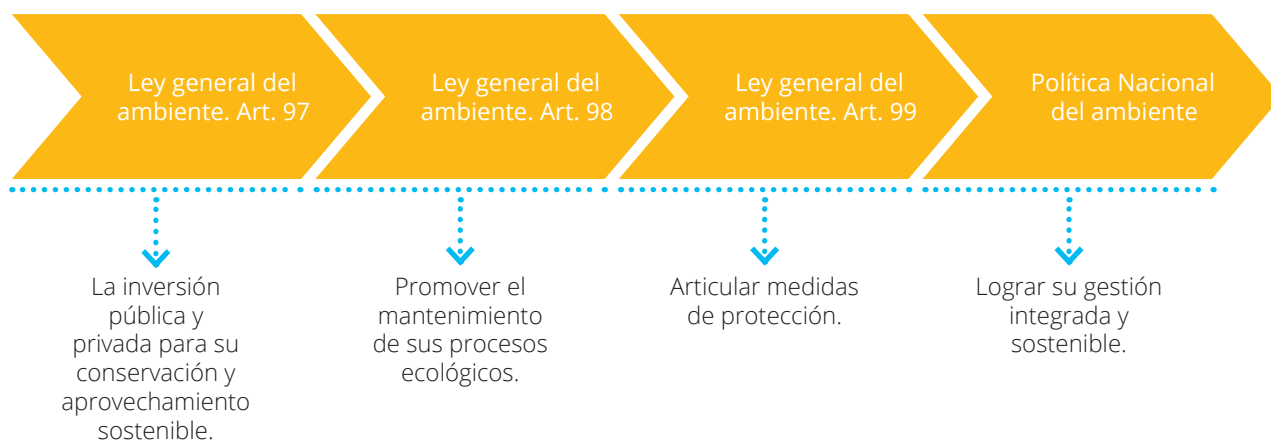 Ley general del
ambiente. Art. 97
Ley general del
ambiente. Art. 98
Ley general del
ambiente. Art. 99
Política Nacional
del ambiente
La inversión
pública y
privada para su
conservación y
aprovechamiento
sostenible.
Promover el
mantenimiento
de sus procesos
ecológicos.
Articular medidas
de protección.
Lograr su gestión
integrada y
sostenible.